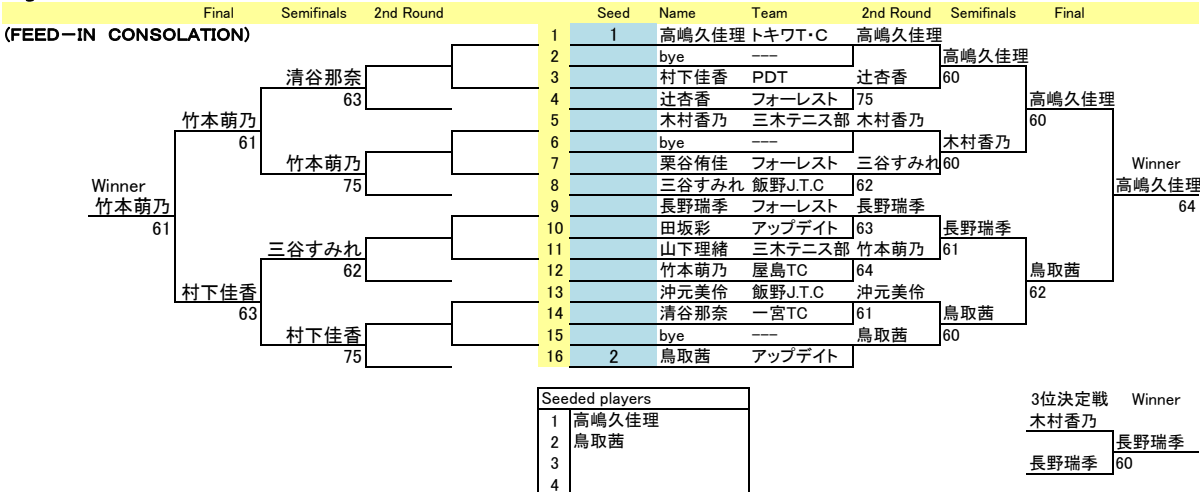 Final Semifinals 2nd Round Seed Name Team 2nd Round Semifinals Final
(FEED-IN CONSOLATION) 1 1 高嶋久佳理 トキワT・C 高嶋久佳理
2 bye --- 高嶋久佳理
清谷那奈 3 村下佳香 PDT 辻杏香 60
63 4 辻杏香 フォーレスト 75 高嶋久佳理
竹本萌乃 5 木村香乃 三木テニス部 木村香乃 60
61 6 bye --- 木村香乃
竹本萌乃 7 栗谷侑佳 フォーレスト 三谷すみれ 60 Winner
Winner 75 8 三谷すみれ 飯野J.T.C 62 高嶋久佳理
竹本萌乃 9 長野瑞季 フォーレスト 長野瑞季 64
61 10 田坂彩 アップデイト 63 長野瑞季
三谷すみれ 11 山下理緒 三木テニス部 竹本萌乃 61
62 12 竹本萌乃 屋島TC 64 鳥取茜
村下佳香 13 沖元美伶 飯野J.T.C 沖元美伶 62
63 14 清谷那奈 一宮TC 61 鳥取茜
村下佳香 15 bye --- 鳥取茜 60
75 16 2 鳥取茜 アップデイト
Seeded players 3位決定戦 Winner
1 高嶋久佳理 木村香乃
2 鳥取茜 長野瑞季
3 長野瑞季 60
4